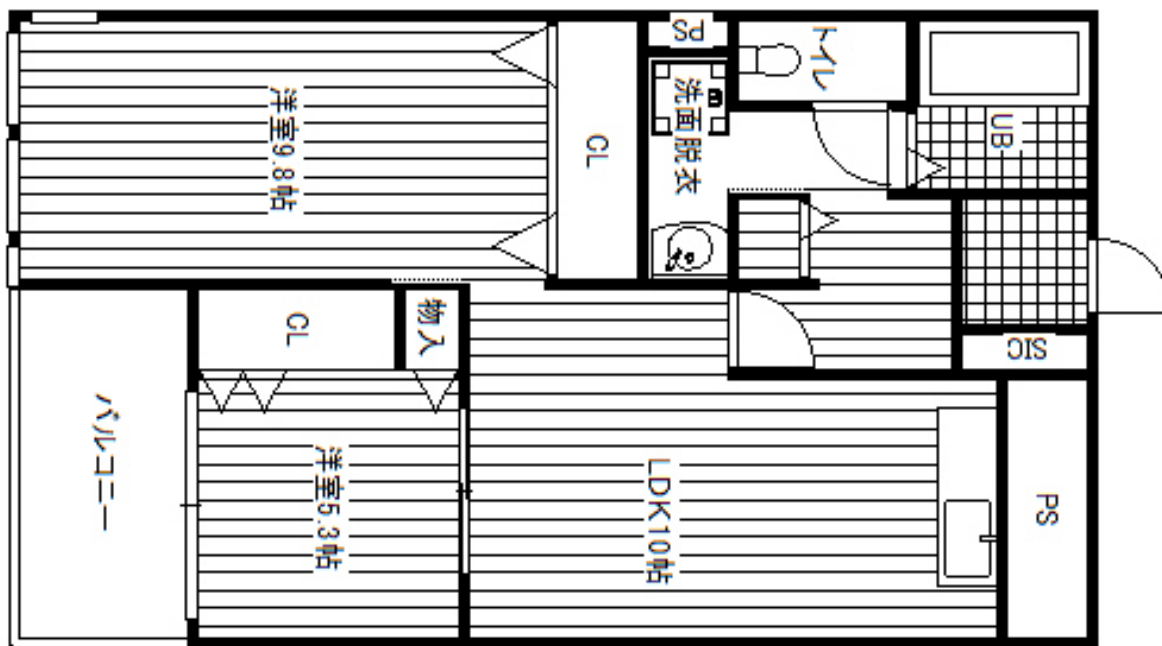 PS
トイレ
洗面脱衣
UB
洋室9.8帖
CL
SIC
CL
物入
バルコニー
洋室5.3帖
LDK10帖
PS